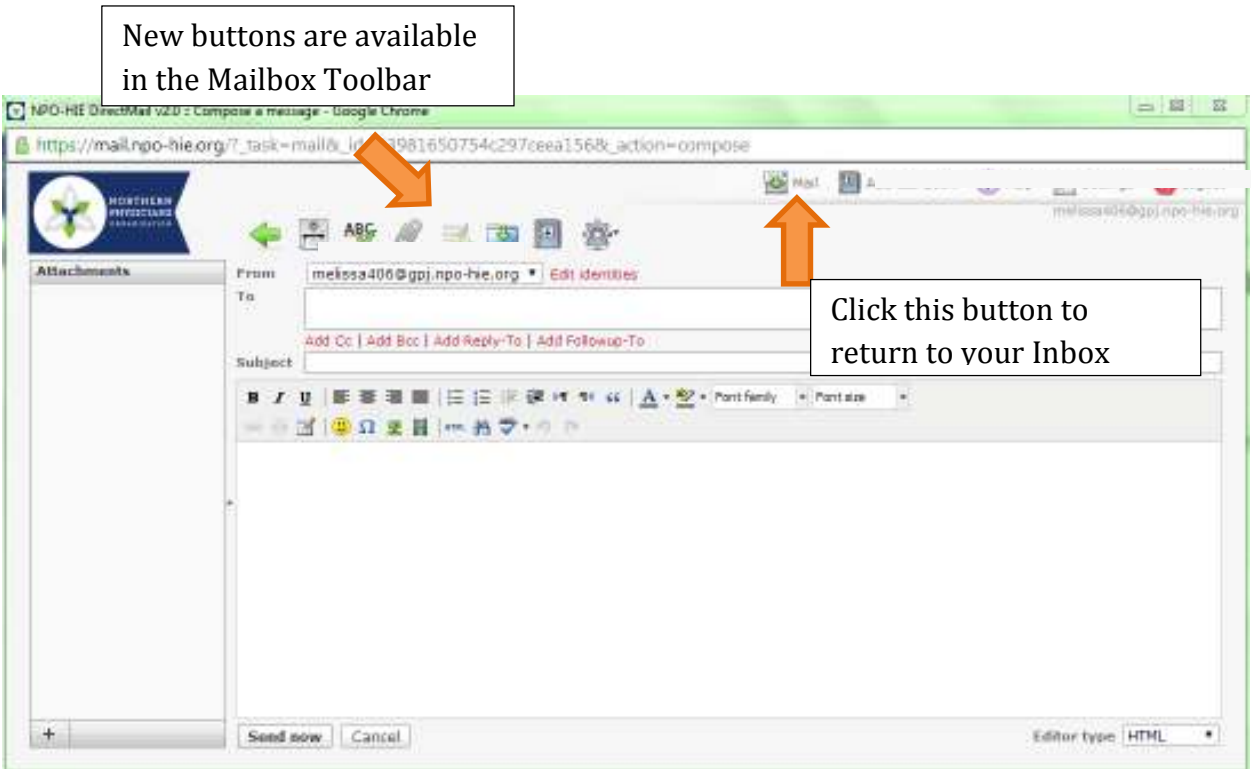 New buttons are available
in the Mailbox Toolbar
NPO-HIE DirectMail v2.0 :: Compose a message - Google Chrome
https://mail.npo-hie.org/?_task=mail&_id= 3981650754c297ceea156&_action=compose
Mail A
NORTHERN
PHYSICIANS
ORGANIZATION
melissa406@gpj.npo-hie.org
ABC
Attachments
From melissa406@gpj.npo-hie.org Edit identities
To
Click this button to
return to your Inbox
Add Cc | Add Bcc | Add Reply-To | Add Followup-To
Subject
B I U A Font family Font size
Ω HTML
+ Send now Cancel Editor type HTML